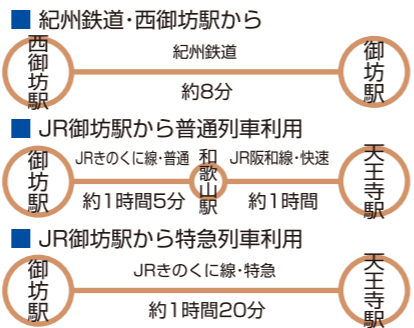 ■ 紀州鉄道・西御坊駅から
西御坊駅
紀州鉄道
約8分
御坊駅
■ JR御坊駅から普通列車利用
御坊駅
JRきのくに線・普通
約1時間5分
和歌山駅
JR阪和線・快速
約1時間
天王寺駅
■ JR御坊駅から特急列車利用
御坊駅
JRきのくに線・特急
約1時間20分
天王寺駅